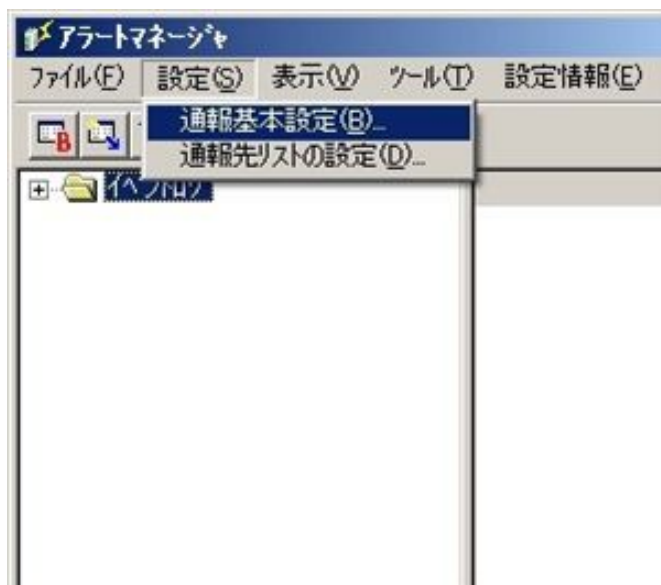 アラートマネージャ
ファイル(F) 設定(S) 表示(V) ツール(T) 設定情報(E)
通報基本設定(B)...
通報先リストの設定(D)...
イベントログ